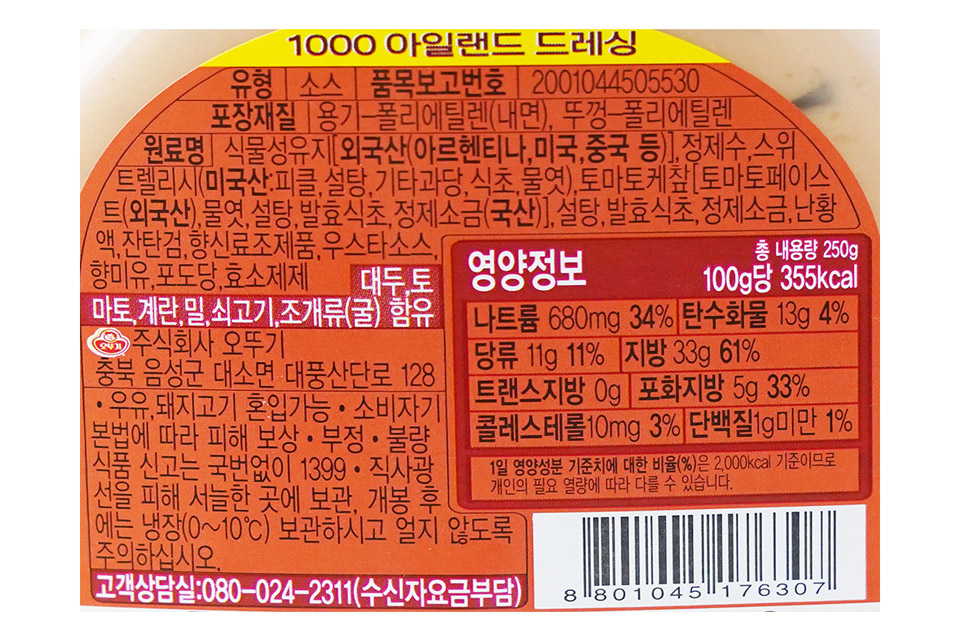 1000 아일랜드 드레싱
유형 소스 품목보고번호 2001044505530
포장재질 용기-폴리에틸렌(내면), 뚜껑-폴리에틸렌
원료명 식물성유지[외국산(아르헨티나,미국,중국 등)],정제수,스위
트렐리시(미국산:피클,설탕,기타과당,식초,물엿),토마토케찦[토마토페이스
트(외국산),물엿,설탕,발효식초,정제소금(국산)],설탕,발효식초,정제소금,난황
액,잔탄검,향신료조제품,우스타소스,
향미유,포도당,효소제제
대두,토
마토,계란,밀,쇠고기,조개류(굴) 함유
오뚜기 주식회사 오뚜기
충북 음성군 대소면 대풍산단로 128
• 우유,돼지고기 혼입가능 • 소비자기
본법에 따라 피해 보상 • 부정 • 불량
식품 신고는 국번없이 1399 • 직사광
선을 피해 서늘한 곳에 보관, 개봉 후
에는 냉장(0~10℃) 보관하시고 얼지 않도록
주의하십시오.
고객상담실:080-024-2311(수신자요금부담)
영양정보
총 내용량 250g
100g당 355kcal
나트륨 680mg 34% 탄수화물 13g 4%
당류 11g 11% 지방 33g 61%
트랜스지방 0g 포화지방 5g 33%
콜레스테롤10mg 3% 단백질1g미만 1%
1일 영양성분 기준치에 대한 비율(%)은 2,000kcal 기준이므로
개인의 필요 열량에 따라 다를 수 있습니다.
8 801045 176307